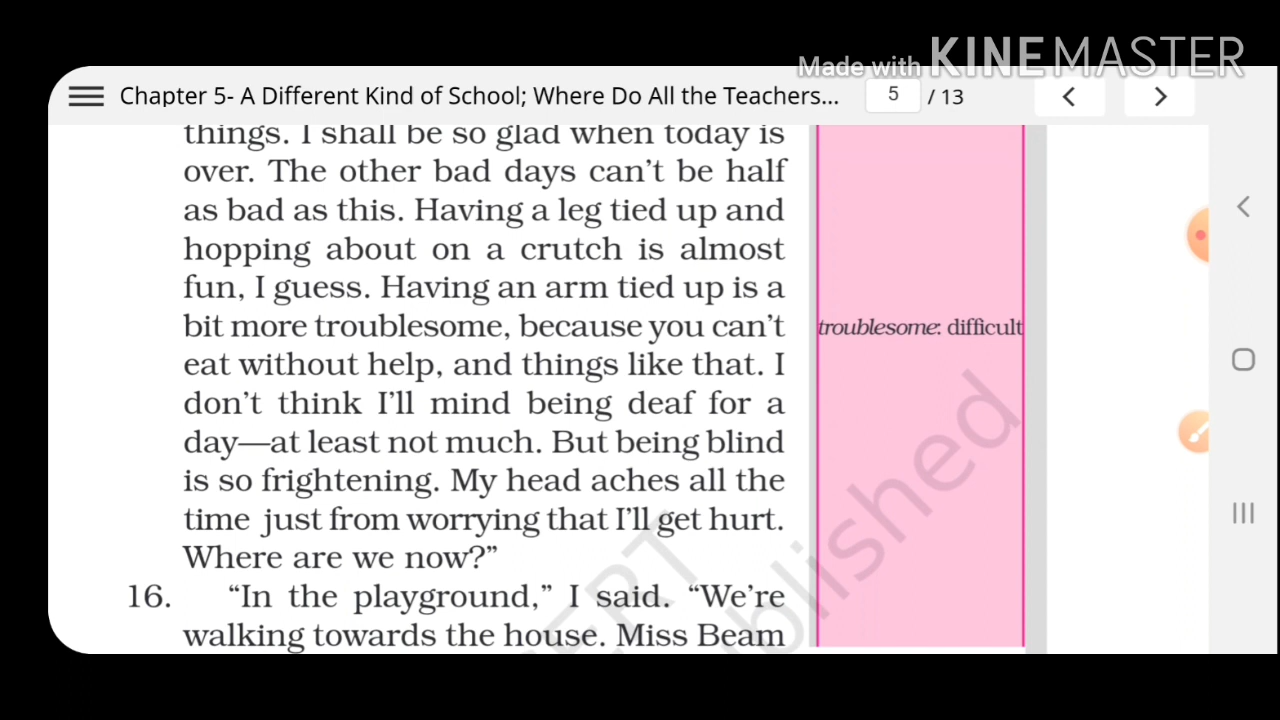 Made with KINEMASTER
Chapter 5- A Different Kind of School; Where Do All the Teachers...
5 / 13
things. I shall be so glad when today is
over. The other bad days can't be half
as bad as this. Having a leg tied up and
hopping about on a crutch is almost
fun, I guess. Having an arm tied up is a
bit more troublesome, because you can't
troublesome: difficult
eat without help, and things like that. I
don't think I'll mind being deaf for a
day—at least not much. But being blind
is so frightening. My head aches all the
time just from worrying that I'll get hurt.
Where are we now?”
16. “In the playground,” I said. “We're
walking towards the house. Miss Beam